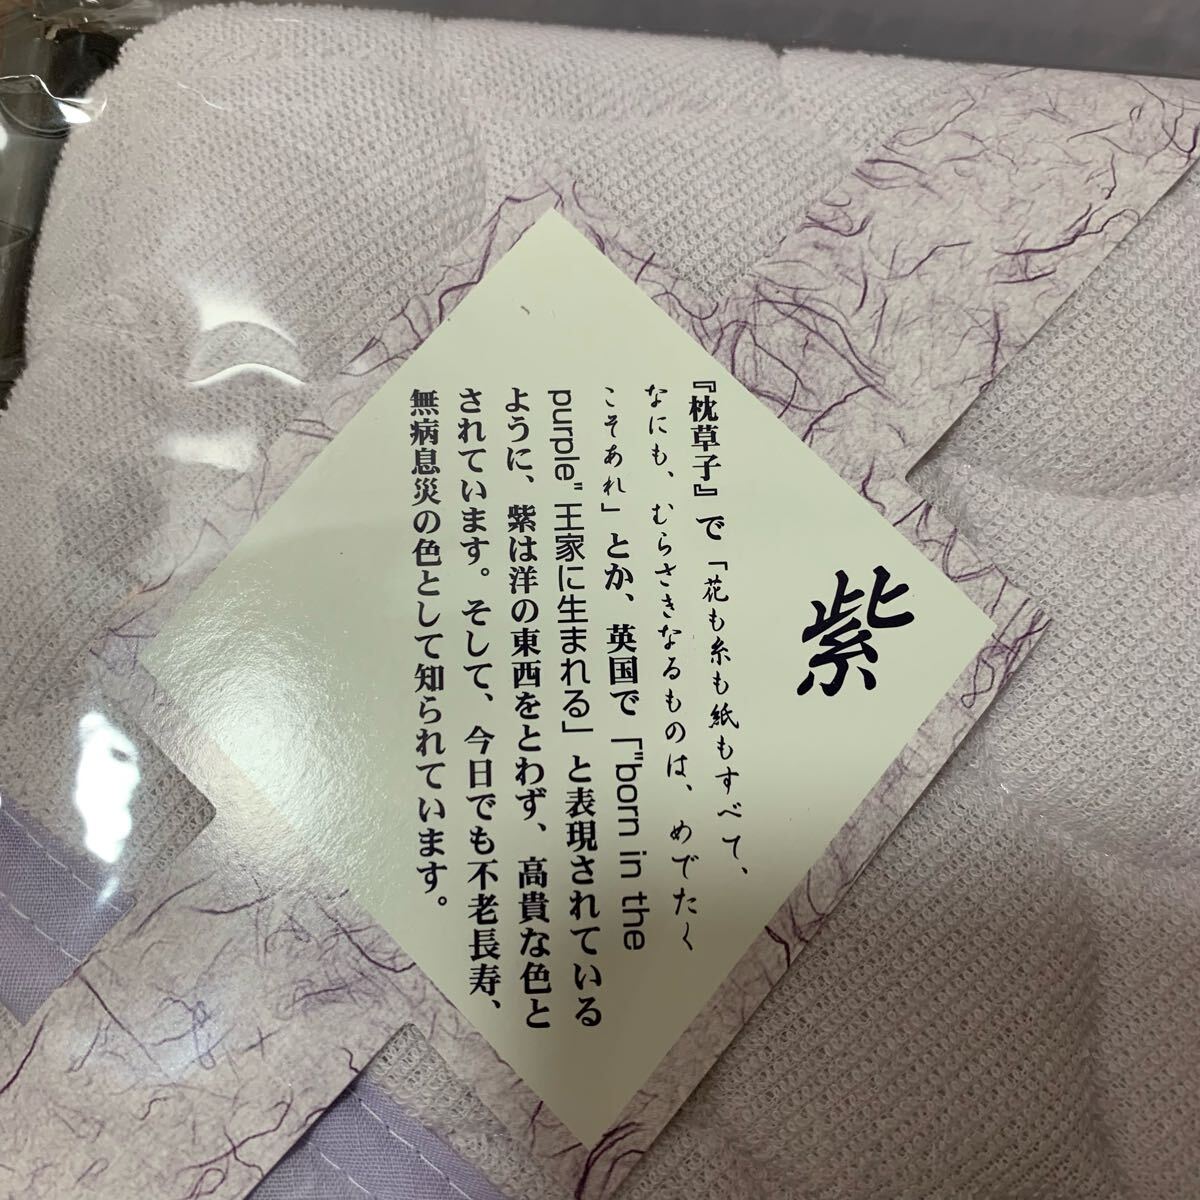 紫
『枕草子』で「花も糸も紙もすべて、
なにも、むらさきなるものは、めでたく
こそあれ」とか、英国で「"born in the
purple" 王家に生まれる」と表現されている
ように、紫は洋の東西をとわず、高貴な色と
されています。そして、今日でも不老長寿、
無病息災の色として知られています。